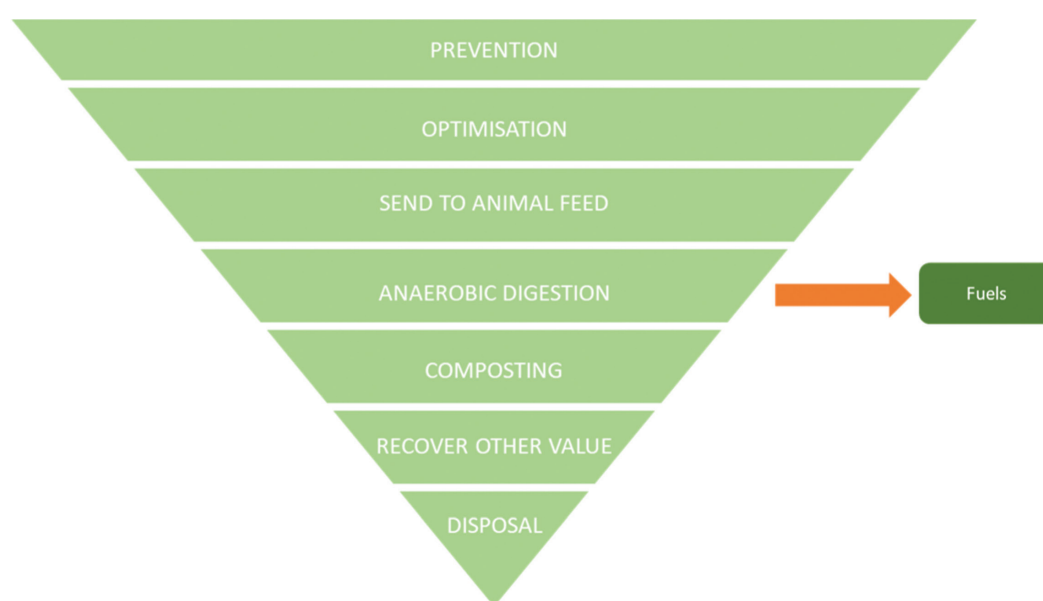 PREVENTION
OPTIMISATION
SEND TO ANIMAL FEED
ANAEROBIC DIGESTION
Fuels
COMPOSTING
RECOVER OTHER VALUE
DISPOSAL